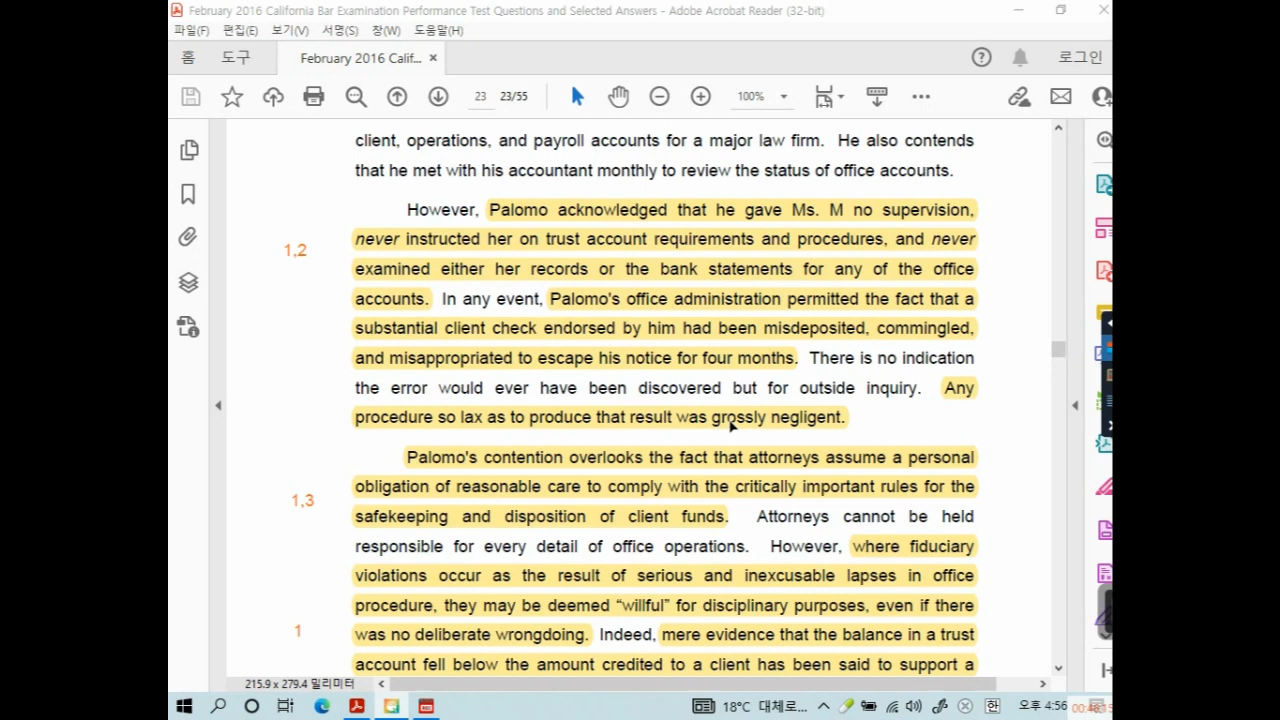 February 2016 California Bar Examination Performance Test Questions and Selected Answers - Adobe Acrobat Reader (32-bit)
파일(F) 편집(E) 보기(V) 서명(S) 창(W) 도움말(H)
홈 도구 February 2016 Calif... × 로그인
23 23/55 100%
client, operations, and payroll accounts for a major law firm. He also contends
that he met with his accountant monthly to review the status of office accounts.
However, Palomo acknowledged that he gave Ms. M no supervision,
1,2
never instructed her on trust account requirements and procedures, and never
examined either her records or the bank statements for any of the office
accounts. In any event, Palomo's office administration permitted the fact that a
substantial client check endorsed by him had been misdeposited, commingled,
and misappropriated to escape his notice for four months. There is no indication
the error would ever have been discovered but for outside inquiry. Any
procedure so lax as to produce that result was grossly negligent.
Palomo's contention overlooks the fact that attorneys assume a personal
obligation of reasonable care to comply with the critically important rules for the
1,3
safekeeping and disposition of client funds. Attorneys cannot be held
responsible for every detail of office operations. However, where fiduciary
violations occur as the result of serious and inexcusable lapses in office
procedure, they may be deemed “willful” for disciplinary purposes, even if there
1
was no deliberate wrongdoing. Indeed, mere evidence that the balance in a trust
account fell below the amount credited to a client has been said to support a
215.9 x 279.4 밀리미터
18°C 대체로... 한 오후 4:56